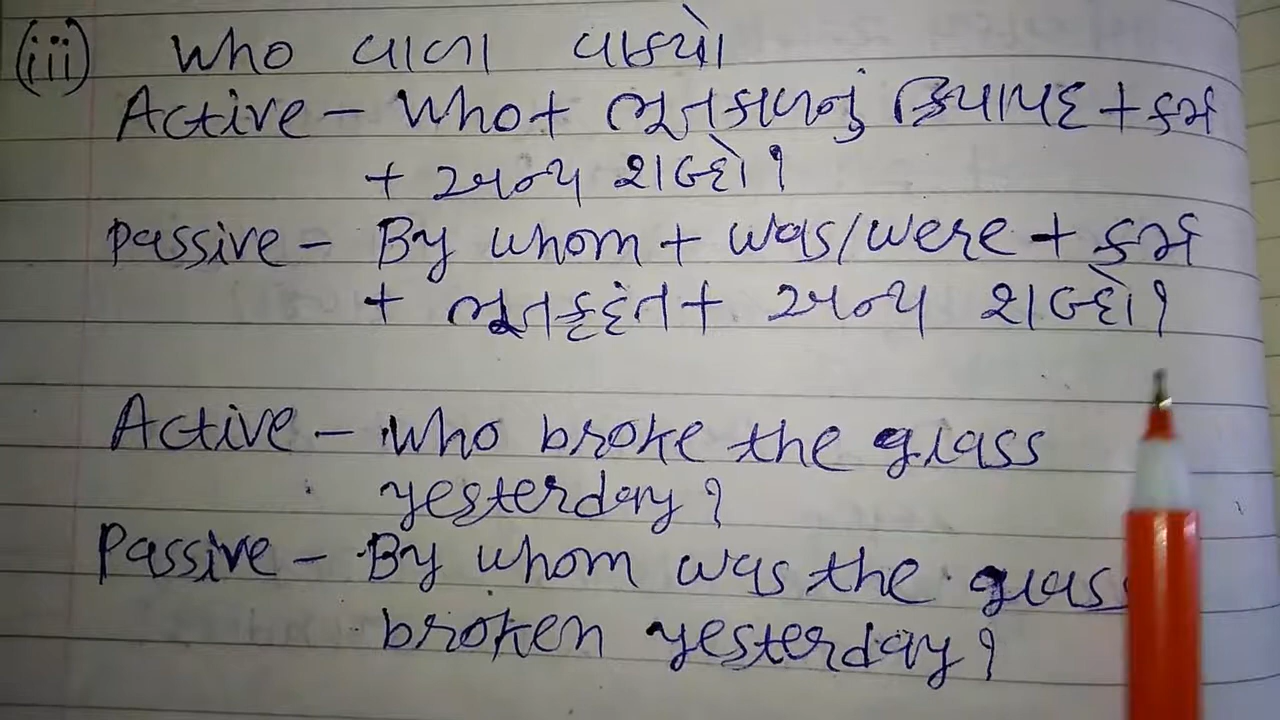 (iii) Who વાળા વાક્યો
Active – Who + ભૂતકાળનું ક્રિયાપદ + કર્મ
+ અન્ય શબ્દો?
Passive – By whom + was/were + કર્મ
+ ભૂતકૃદંત + અન્ય શબ્દો?
Active – Who broke the glass
yesterday?
Passive – By whom was the glass
broken yesterday?